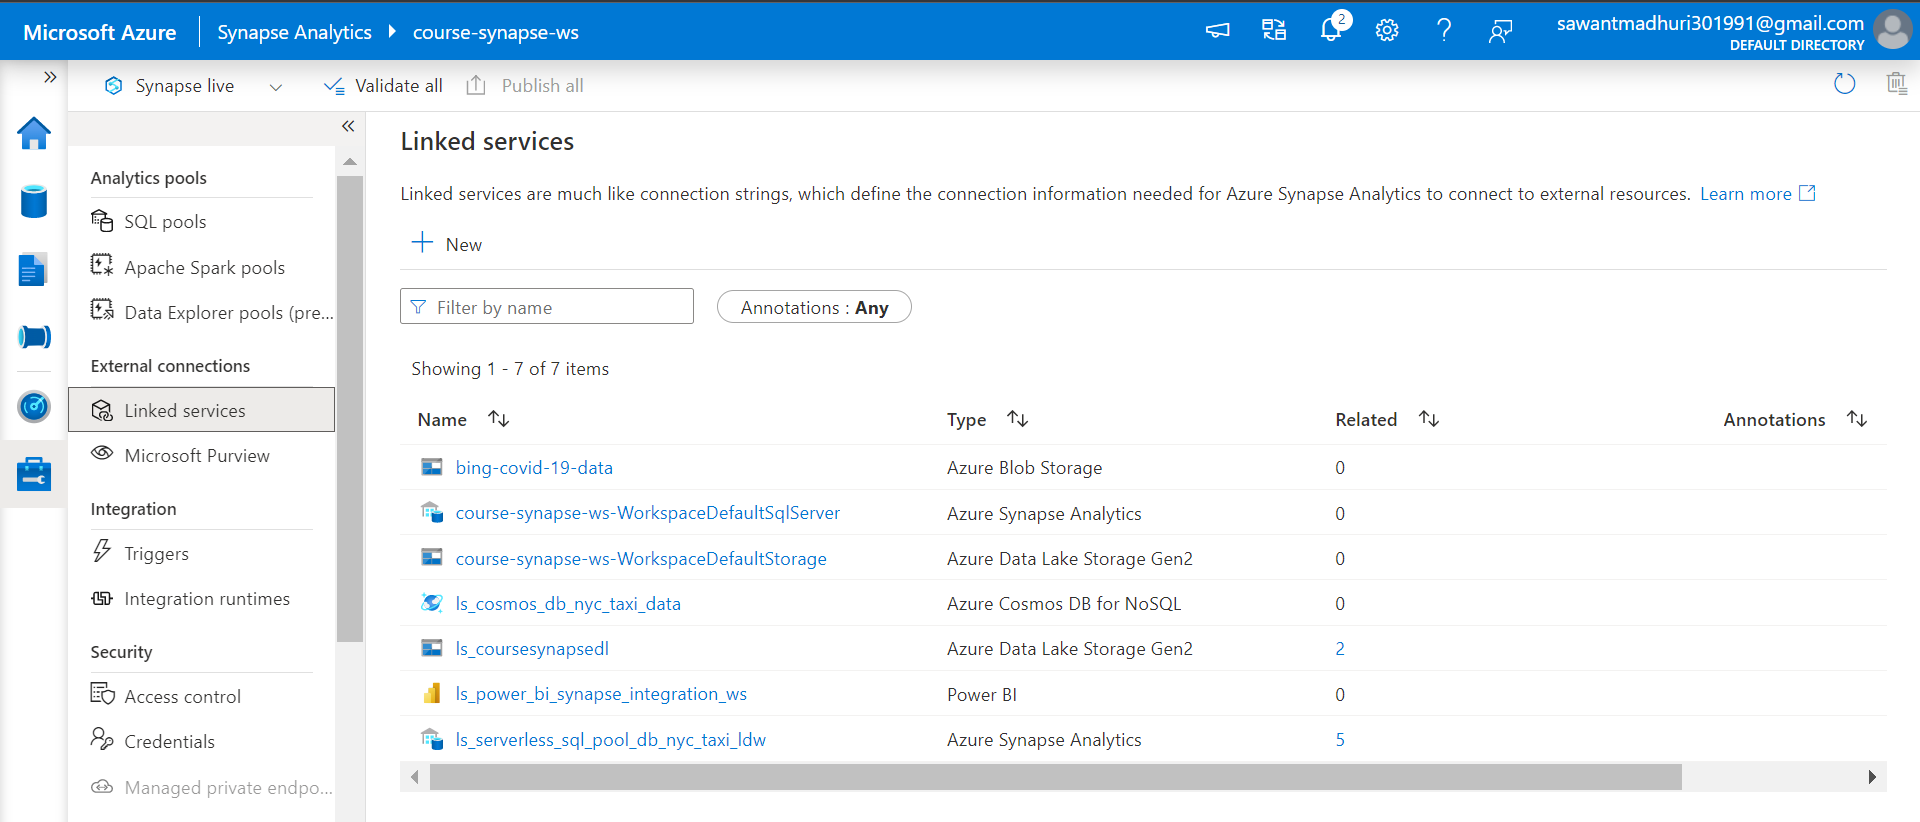 Microsoft Azure Synapse Analytics course-synapse-ws 2 sawantmadhuri301991@gmail.com
DEFAULT DIRECTORY
Synapse live Validate all Publish all
Analytics pools
SQL pools
Apache Spark pools
Data Explorer pools (pre...
External connections
Linked services
Microsoft Purview
Integration
Triggers
Integration runtimes
Security
Access control
Credentials
Managed private endpo...
Linked services
Linked services are much like connection strings, which define the connection information needed for Azure Synapse Analytics to connect to external resources. Learn more
New
Filter by name Annotations : Any
Showing 1 - 7 of 7 items
Name Type Related Annotations
bing-covid-19-data Azure Blob Storage 0
course-synapse-ws-WorkspaceDefaultSqlServer Azure Synapse Analytics 0
course-synapse-ws-WorkspaceDefaultStorage Azure Data Lake Storage Gen2 0
ls_cosmos_db_nyc_taxi_data Azure Cosmos DB for NoSQL 0
ls_coursesynapsedl Azure Data Lake Storage Gen2 2
ls_power_bi_synapse_integration_ws Power BI 0
ls_serverless_sql_pool_db_nyc_taxi_ldw Azure Synapse Analytics 5